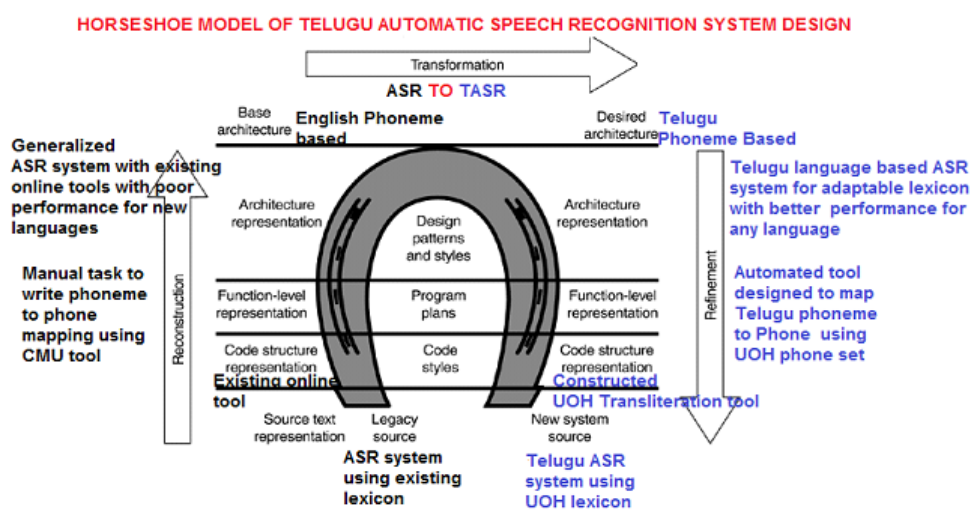 HORSESHOE MODEL OF TELUGU AUTOMATIC SPEECH RECOGNITION SYSTEM DESIGN
Transformation
ASR TO TASR
Base
architecture
English Phoneme
based
Desired
architecture
Telugu
Phoneme Based
Generalized
ASR system with existing
online tools with poor
performance for new
languages
Manual task to
write phoneme
to phone
mapping using
CMU tool
Reconstruction
Architecture
representation
Design
patterns
and styles
Architecture
representation
Function-level
representation
Program
plans
Function-level
representation
Code structure
representation
Code
styles
Code structure
representation
Existing online
tool
Constructed
UOH Transliteration tool
Source text
representation
Legacy
source
New system
source
ASR system
using existing
lexicon
Telugu ASR
system using
UOH lexicon
Refinement
Telugu language based ASR
system for adaptable lexicon
with better performance for
any language
Automated tool
designed to map
Telugu phoneme
to Phone using
UOH phone set